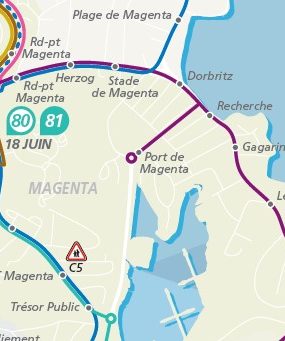 Plage de Magenta
Rd-pt
Magenta
Herzog
Stade
de Magenta
Dorbritz
Rd-pt
Magenta
Recherche
80 81
18 JUIN
Port de
Magenta
MAGENTA
C5
Magenta
Trésor Public